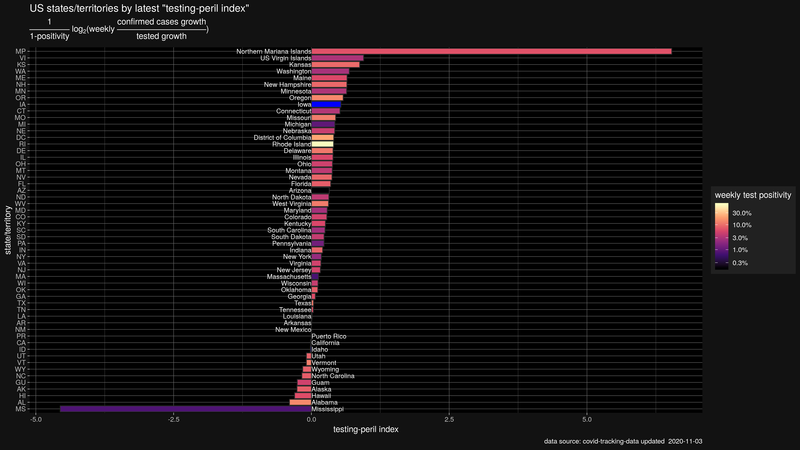 US states/territories by latest "testing-peril index"
1
1-positivity
log2(weekly
confirmed cases growth
tested growth
)
MP Northern Mariana Islands
VI US Virgin Islands
KS Kansas
WA Washington
ME Maine
NH New Hampshire
MN Minnesota
OR Oregon
IA Iowa
CT Connecticut
MO Missouri
MI Michigan
NE Nebraska
DC District of Columbia
RI Rhode Island
DE Delaware
IL Illinois
OH Ohio
MT Montana
NV Nevada
FL Florida
AZ Arizona
ND North Dakota
WV West Virginia
MD Maryland
CO Colorado
KY Kentucky
SC South Carolina
SD South Dakota
PA Pennsylvania
IN Indiana
NY New York
VA Virginia
NJ New Jersey
MA Massachusetts
WI Wisconsin
OK Oklahoma
GA Georgia
TX Texas
TN Tennessee
LA Louisiana
AR Arkansas
NM New Mexico
PR Puerto Rico
CA California
ID Idaho
UT Utah
VT Vermont
WY Wyoming
NC North Carolina
GU Guam
AK Alaska
HI Hawaii
AL Alabama
MS Mississippi
state/territory
-5.0 -2.5 0.0 2.5 5.0
testing-peril index
weekly test positivity
30.0%
10.0%
3.0%
1.0%
0.3%
data source: covid-tracking-data updated 2020-11-03